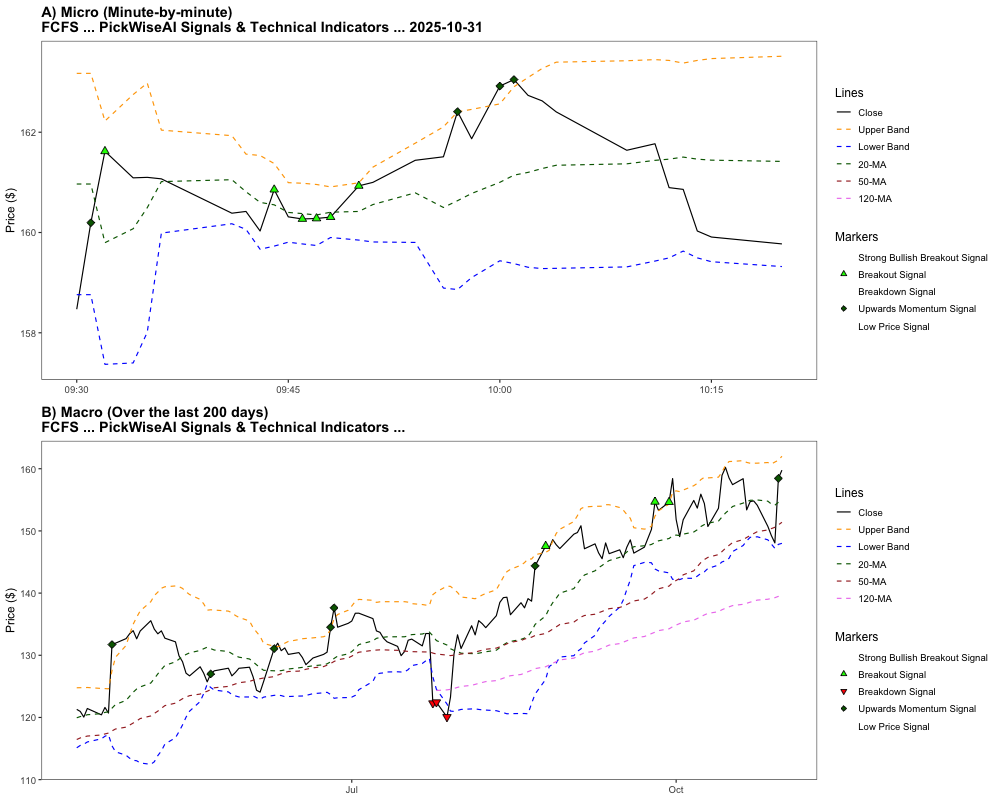 A) Micro (Minute-by-minute)
FCFS ... PickWiseAI Signals & Technical Indicators ... 2025-10-31
Price ($)
162
160
158
09:30
09:45
10:00
10:15
Lines
Close
Upper Band
Lower Band
20-MA
50-MA
120-MA
Markers
Strong Bullish Breakout Signal
Breakout Signal
Breakdown Signal
Upwards Momentum Signal
Low Price Signal
B) Macro (Over the last 200 days)
FCFS ... PickWiseAI Signals & Technical Indicators ...
Price ($)
160
150
140
130
120
110
Jul
Oct
Lines
Close
Upper Band
Lower Band
20-MA
50-MA
120-MA
Markers
Strong Bullish Breakout Signal
Breakout Signal
Breakdown Signal
Upwards Momentum Signal
Low Price Signal